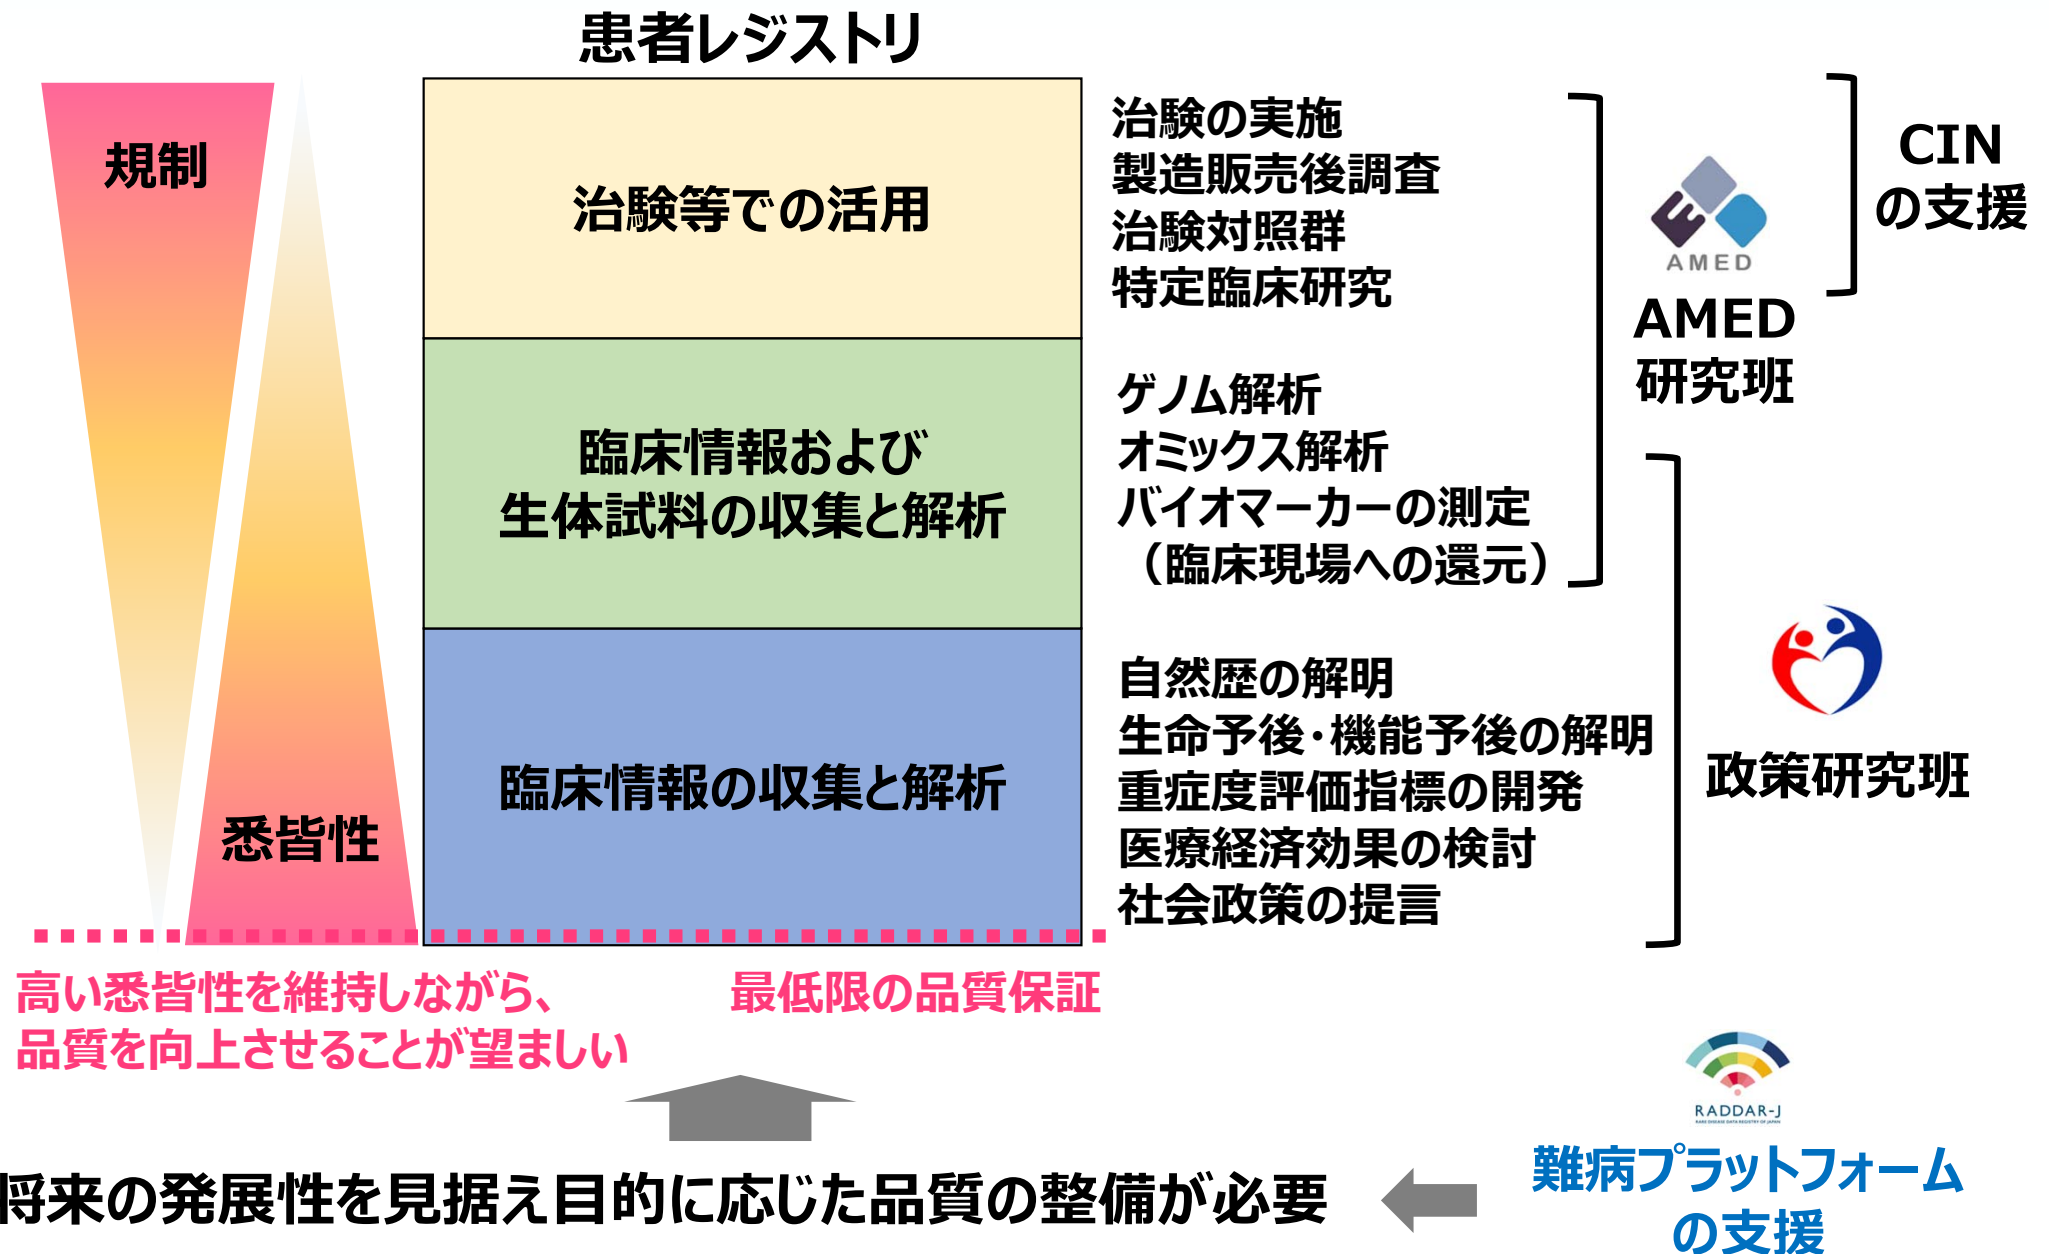 患者レジストリ
規制
悉皆性
治験等での活用
臨床情報および
生体試料の収集と解析
臨床情報の収集と解析
治験の実施
製造販売後調査
治験対照群
特定臨床研究
ゲノム解析
オミックス解析
バイオマーカーの測定
（臨床現場への還元）
自然歴の解明
生命予後・機能予後の解明
重症度評価指標の開発
医療経済効果の検討
社会政策の提言
AMED
AMED
研究班
CIN
の支援
政策研究班
高い悉皆性を維持しながら、
品質を向上させることが望ましい
最低限の品質保証
将来の発展性を見据え目的に応じた品質の整備が必要
RADDAR-J
RARE DISEASE DATA REGISTRY OF JAPAN
難病プラットフォーム
の支援